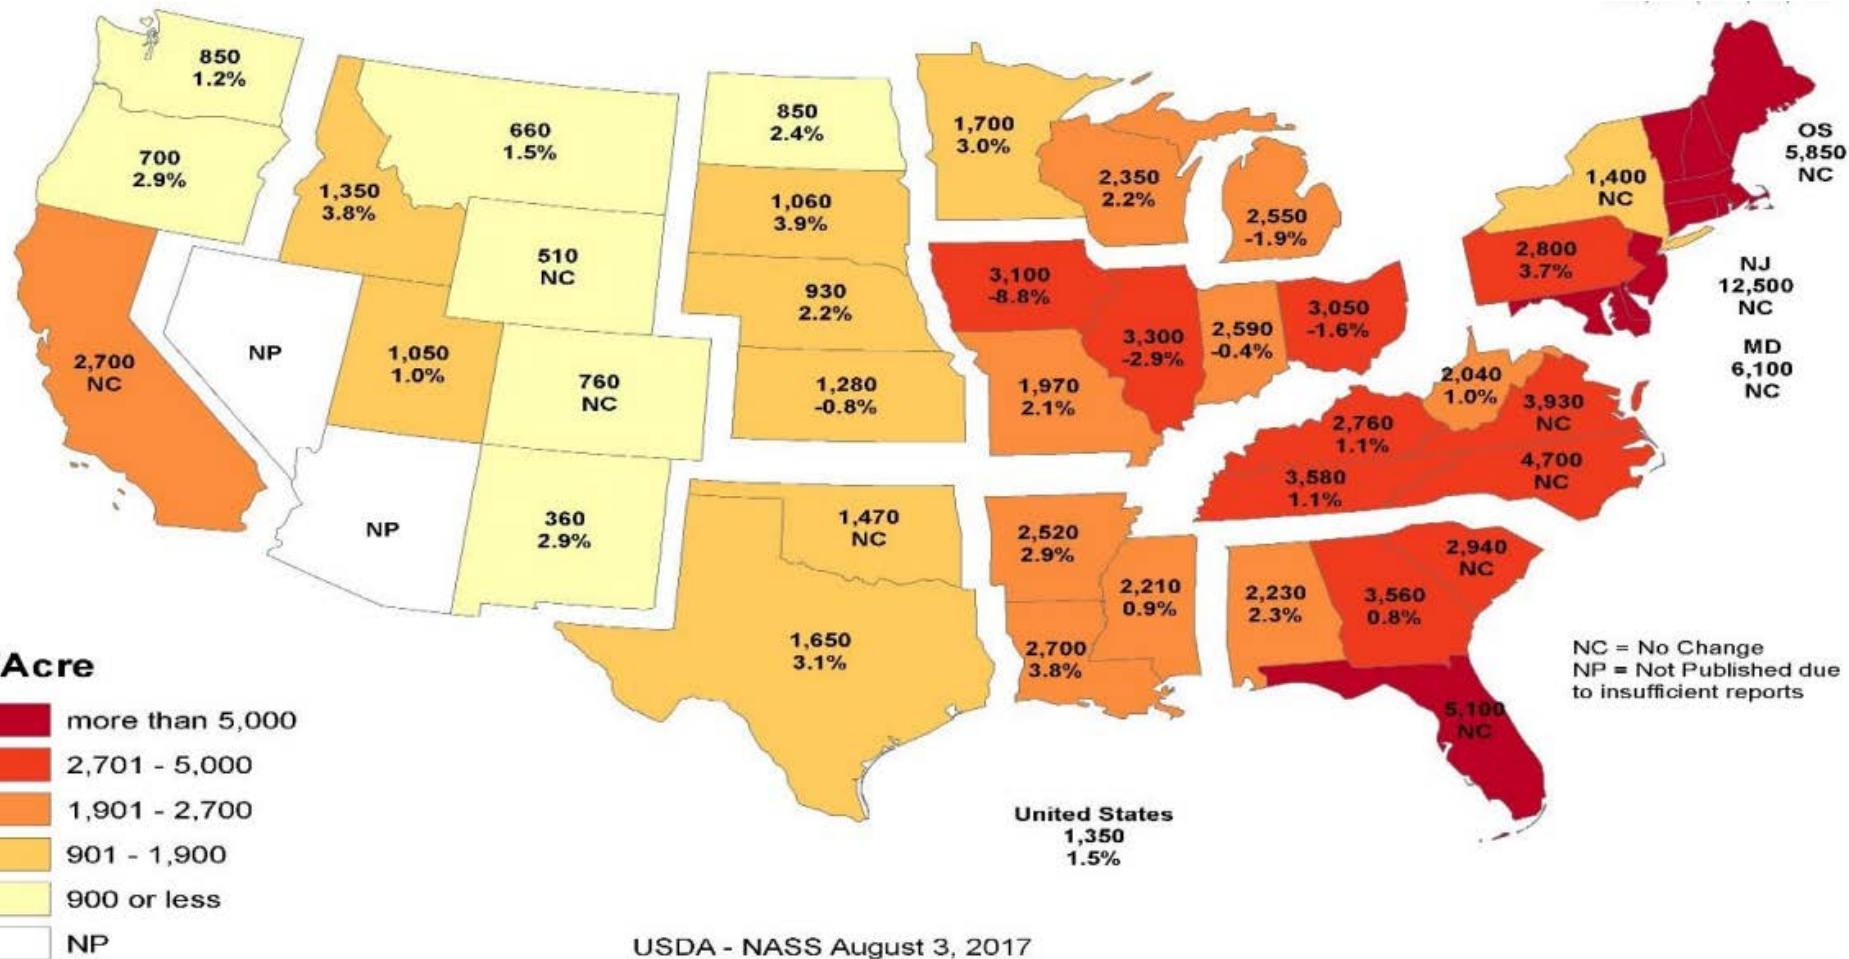 850
1.2%
700
2.9%
1,350
3.8%
660
1.5%
510
NC
2,700
NC
NP
1,050
1.0%
760
NC
NP
360
2.9%
850
2.4%
1,060
3.9%
930
2.2%
1,280
-0.8%
1,470
NC
1,650
3.1%
1,700
3.0%
2,350
2.2%
2,550
-1.9%
3,100
-8.8%
3,300
-2.9%
2,590
-0.4%
3,050
-1.6%
1,970
2.1%
2,520
2.9%
2,210
0.9%
2,700
3.8%
2,230
2.3%
3,560
0.8%
2,940
NC
5,100
NC
2,760
1.1%
3,580
1.1%
2,040
1.0%
3,930
NC
4,700
NC
1,400
NC
2,800
3.7%
OS
5,850
NC
NJ
12,500
NC
MD
6,100
NC
NC = No Change
NP = Not Published due
to insufficient reports
Acre
more than 5,000
2,701 - 5,000
1,901 - 2,700
901 - 1,900
900 or less
NP
United States
1,350
1.5%
USDA - NASS August 3, 2017